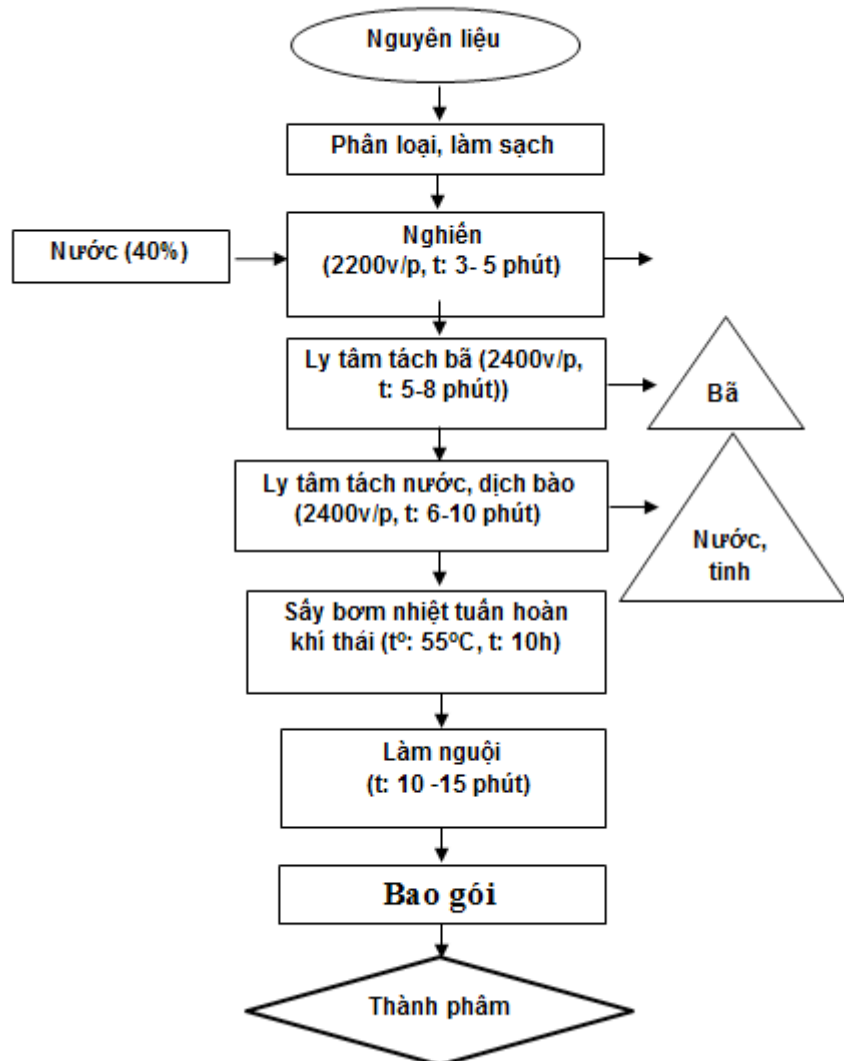 Nguyên liệu
Phân loại, làm sạch
Nước (40%)
Nghiền
(2200v/p, t: 3- 5 phút)
Ly tâm tách bã (2400v/p,
t: 5-8 phút))
Bã
Ly tâm tách nước, dịch bào
(2400v/p, t: 6-10 phút)
Nước,
tinh
Sấy bơm nhiệt tuần hoàn
khí thái (tº: 55ºC, t: 10h)
Làm nguội
(t: 10 -15 phút)
Bao gói
Thành phâm